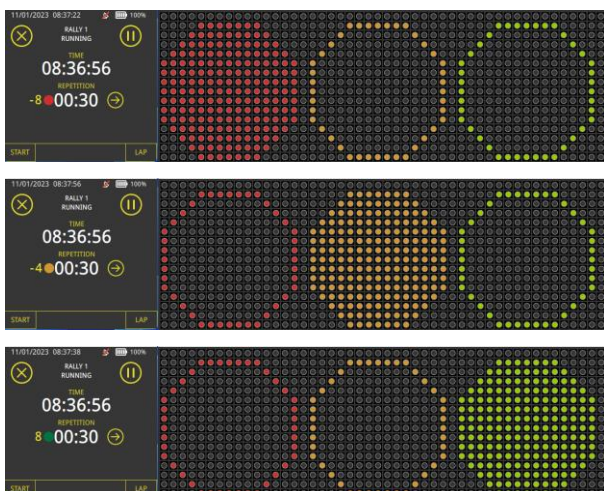 11/01/2023 08:37:22 100%
RALLY 1
RUNNING
TIME
08:36:56
REPETITION
-8 00:30
START LAP
11/01/2023 08:37:56 100%
RALLY 1
RUNNING
TIME
08:36:56
REPETITION
-4 00:30
START LAP
11/01/2023 08:37:38 100%
RALLY 1
RUNNING
TIME
08:36:56
REPETITION
8 00:30
START LAP